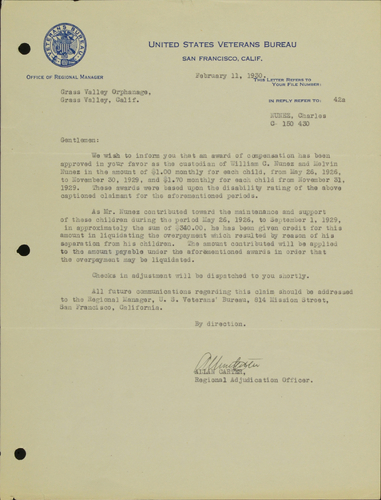 UNITED STATES VETERANS BUREAU
SAN FRANCISCO, CALIF.
OFFICE OF REGIONAL MANAGER
February 11, 1930.
THIS LETTER REFERS TO
YOUR FILE NUMBER:
Grass Valley Orphanage,
Grass Valley, Calif.
IN REPLY REFER TO: 42a
NUNEZ, Charles
C- 150 430
Gentlemen:
We wish to inform you that an award of compensation has been
approved in your favor as the custodian of William C. Nunez and Melvin
Nunez in the amount of $1.00 monthly for each child, from May 26, 1926,
to November 20, 1929, and $1.70 monthly for each child from November 21,
1929. These awards were based upon the disability rating of the above
captioned claimant for the aforementioned periods.
As Mr. Nunez contributed toward the maintenance and support
of these children during the period May 26, 1926, to September 1, 1929,
in approximately the sum of $340.00, he has been given credit for this
amount in liquidating the overpayment which resulted by reason of his
separation from his children. The amount contributed will be applied
to the amount payable under the aforementioned awards in order that
the overpayment may be liquidated.
Checks in adjustment will be dispatched to you shortly.
All future communications regarding this claim should be addressed
to the Regional Manager, U. S. Veterans' Bureau, 814 Mission Street,
San Francisco, California.
By direction.
ALLAN CARTER,
Regional Adjudication Officer.